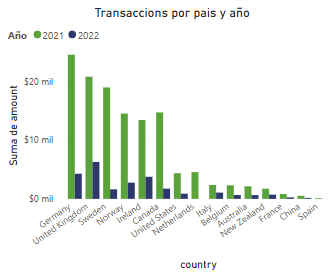 Transaccions por pais y año
Año 2021 2022
Suma de amount
$20 mil
$10 mil
$0 mil
Germany
United Kingdom
Sweden
Norway
Ireland
Canada
United States
Netherlands
Italy
Belgium
Australia
New Zealand
France
China
Spain
country